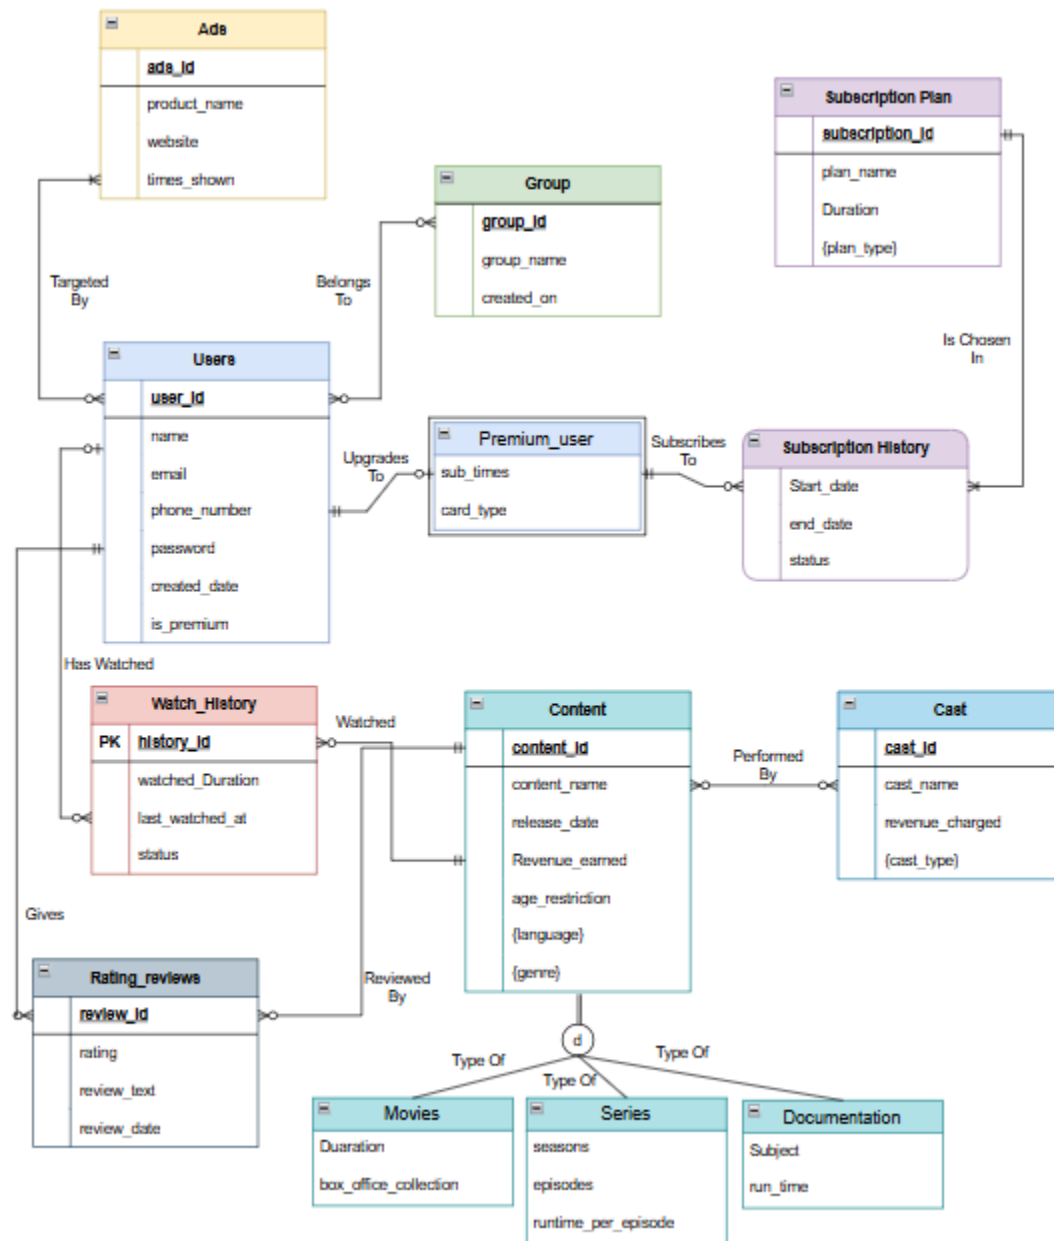 Ads
ads_id
product_name
website
times_shown
Subscription Plan
subscription_id
plan_name
Duration
{plan_type}
Group
group_id
group_name
created_on
Targeted
By
Belongs
To
Is Chosen
In
Users
user_id
name
email
phone_number
password
created_date
is_premium
Upgrades
To
Premium_user
sub_times
card_type
Subscribes
To
Subscription History
Start_date
end_date
status
Has Watched
Watch_History
PK history_id
watched_Duration
last_watched_at
status
Watched
Content
content_id
content_name
release_date
Revenue_earned
age_restriction
{language}
{genre}
Performed
By
Cast
cast_id
cast_name
revenue_charged
{cast_type}
Gives
Reviewed
By
Rating_reviews
review_id
rating
review_text
review_date
d
Type Of
Type Of
Type Of
Movies
Duaration
box_office_collection
Series
seasons
episodes
runtime_per_episode
Documentation
Subject
run_time